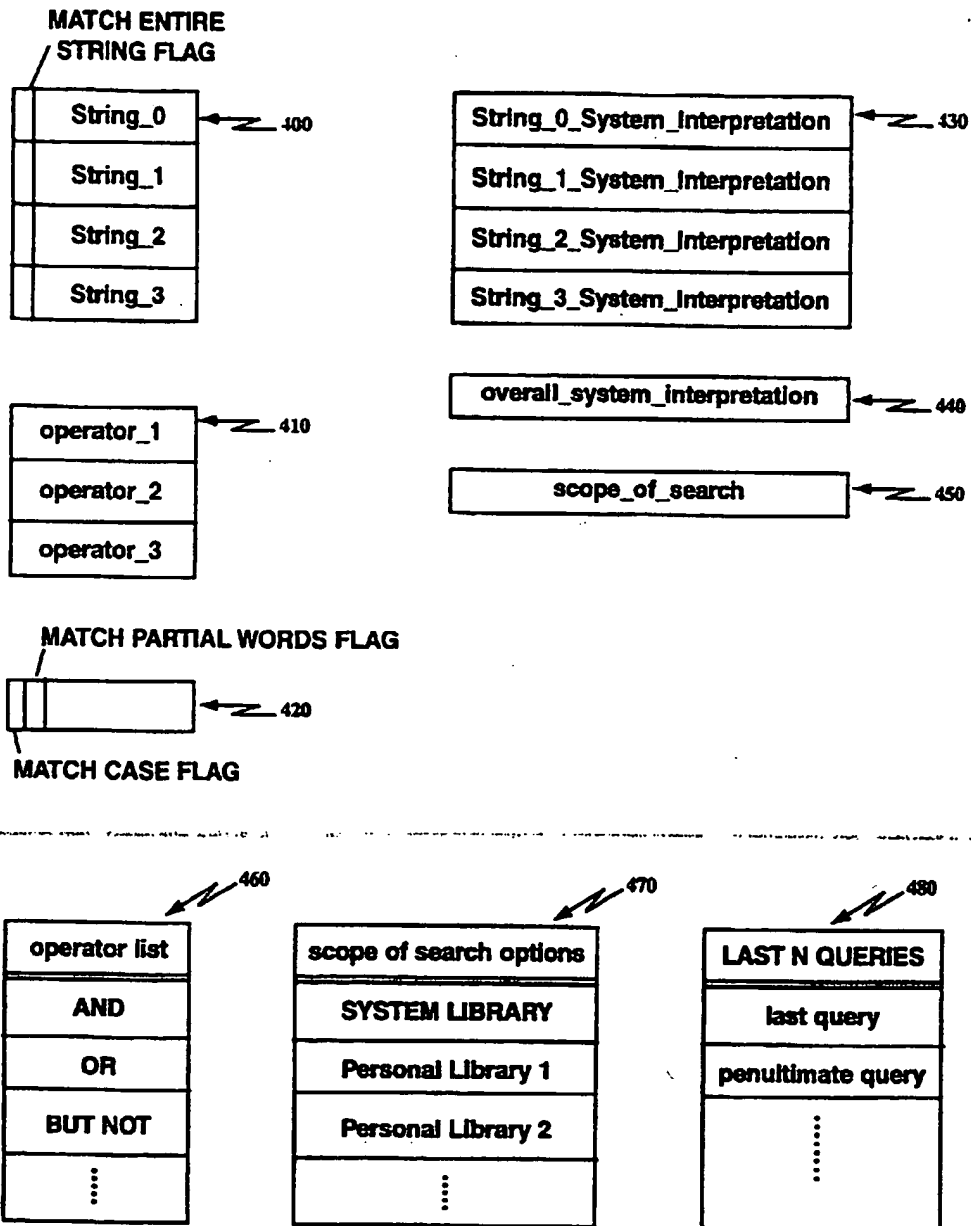 MATCH ENTIRE
STRING FLAG
String_0
400
String_1
String_2
String_3
String_0_System_Interpretation
430
String_1_System_Interpretation
String_2_System_Interpretation
String_3_System_Interpretation
operator_1
410
operator_2
operator_3
overall_system_interpretation
440
scope_of_search
450
MATCH PARTIAL WORDS FLAG
420
MATCH CASE FLAG
460
operator list
AND
OR
BUT NOT
470
scope of search options
SYSTEM LIBRARY
Personal Library 1
Personal Library 2
480
LAST N QUERIES
last query
penultimate query